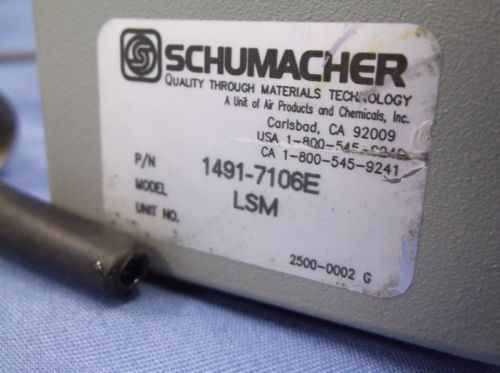 SCHUMACHER
QUALITY THROUGH MATERIALS TECHNOLOGY
A Unit of Air Products and Chemicals, Inc.
Carlsbad, CA 92009
USA 1-800-545-9240
CA 1-800-545-9241
P/N 1491-7106E
MODEL LSM
UNIT NO.
2500-0002 G